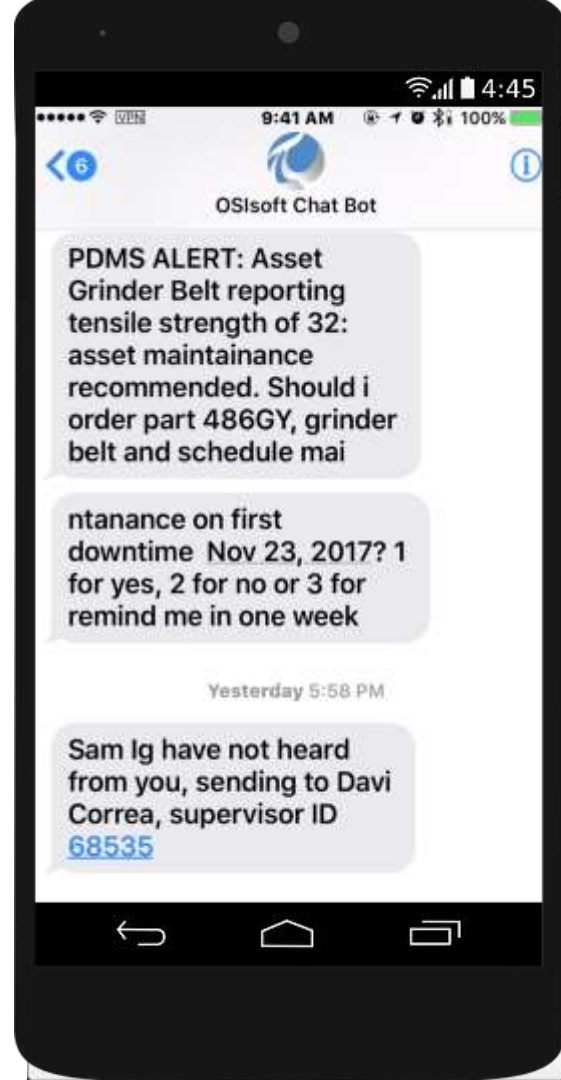 4:45
VPN 9:41 AM 100%
6
OSIsoft Chat Bot
PDMS ALERT: Asset
Grinder Belt reporting
tensile strength of 32:
asset maintainance
recommended. Should i
order part 486GY, grinder
belt and schedule mai
ntanance on first
downtime Nov 23, 2017? 1
for yes, 2 for no or 3 for
remind me in one week
Yesterday 5:58 PM
Sam Ig have not heard
from you, sending to Davi
Correa, supervisor ID
68535